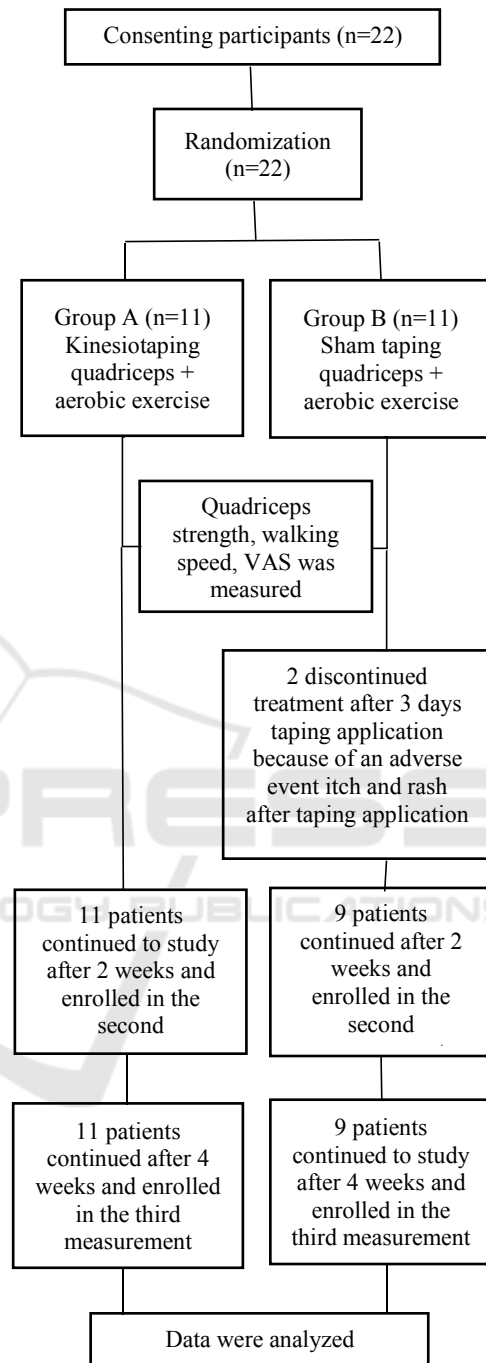 Consenting participants (n=22)
Randomization
(n=22)
Group A (n=11)
Kinesiotaping
quadriceps +
aerobic exercise
Group B (n=11)
Sham taping
quadriceps +
aerobic exercise
Quadriceps
strength, walking
speed, VAS was
measured
2 discontinued
treatment after 3 days
taping application
because of an adverse
event itch and rash
after taping application
11 patients
continued to study
after 2 weeks and
enrolled in the
second
9 patients
continued after 2
weeks and
enrolled in the
second
11 patients
continued after 4
weeks and enrolled
in the third
measurement
9 patients
continued to study
after 4 weeks and
enrolled in the
third measurement
Data were analyzed
PRESS
OGY PUBLICATIONS